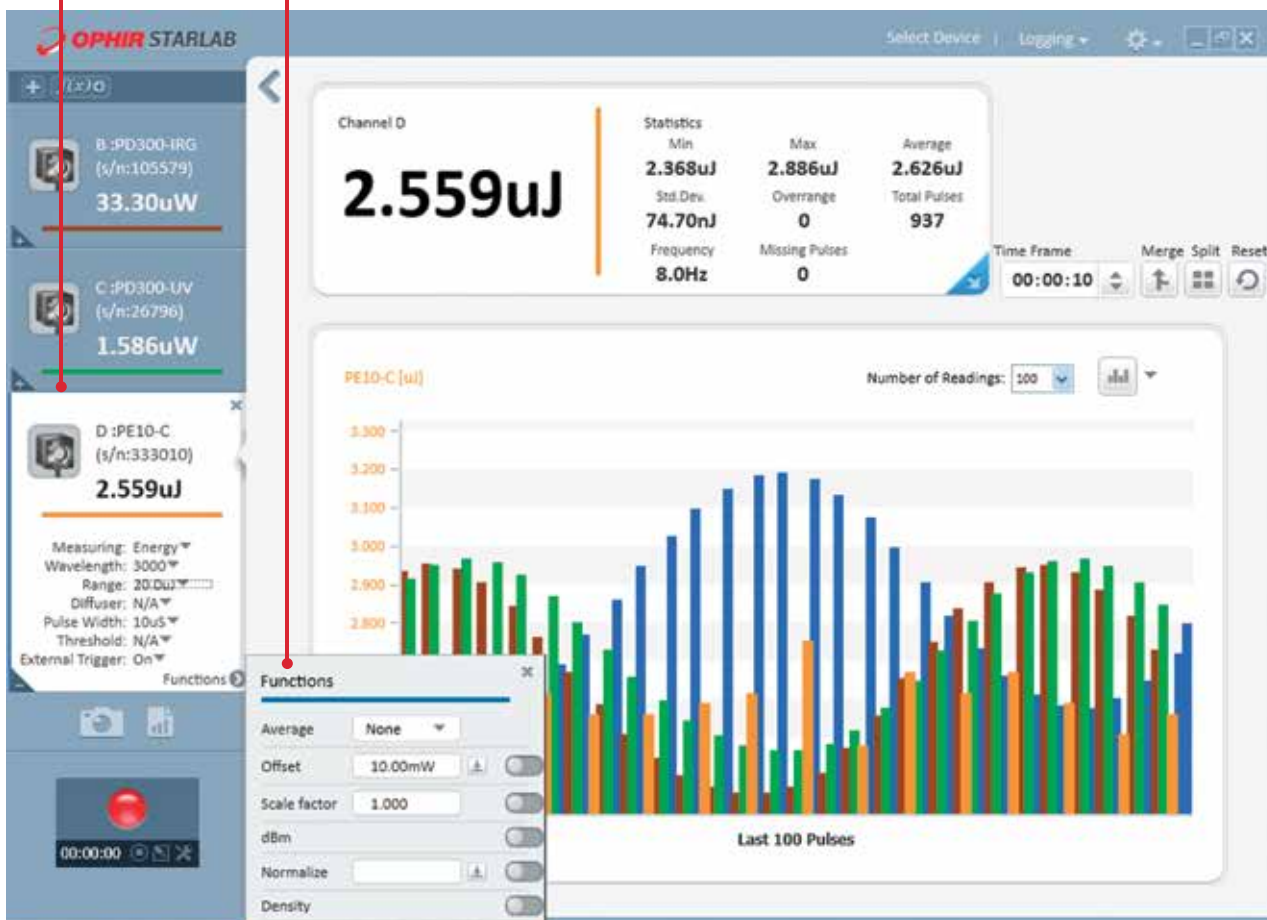 OPHIR STARLAB
Select Device | Logging
f(x)
B :PD300-IRG
(s/n:105579)
33.30uW
C :PD300-UV
(s/n:26796)
1.586uW
D :PE10-C
(s/n:333010)
2.559uJ
Measuring: Energy
Wavelength: 3000
Range: 20.0uJ
Diffuser: N/A
Pulse Width: 10uS
Threshold: N/A
External Trigger: On
Functions
00:00:00
Channel D
2.559uJ
Statistics
Min Max Average
2.368uJ 2.886uJ 2.626uJ
Std.Dev. Overrange Total Pulses
74.70nJ 0 937
Frequency Missing Pulses
8.0Hz 0
Time Frame Merge Split Reset
00:00:10
PE10-C [uJ]
Number of Readings: 100
3.300
3.200
3.100
3.000
2.900
2.800
Last 100 Pulses
Functions
Average None
Offset 10.00mW
Scale factor 1.000
dBm
Normalize
Density